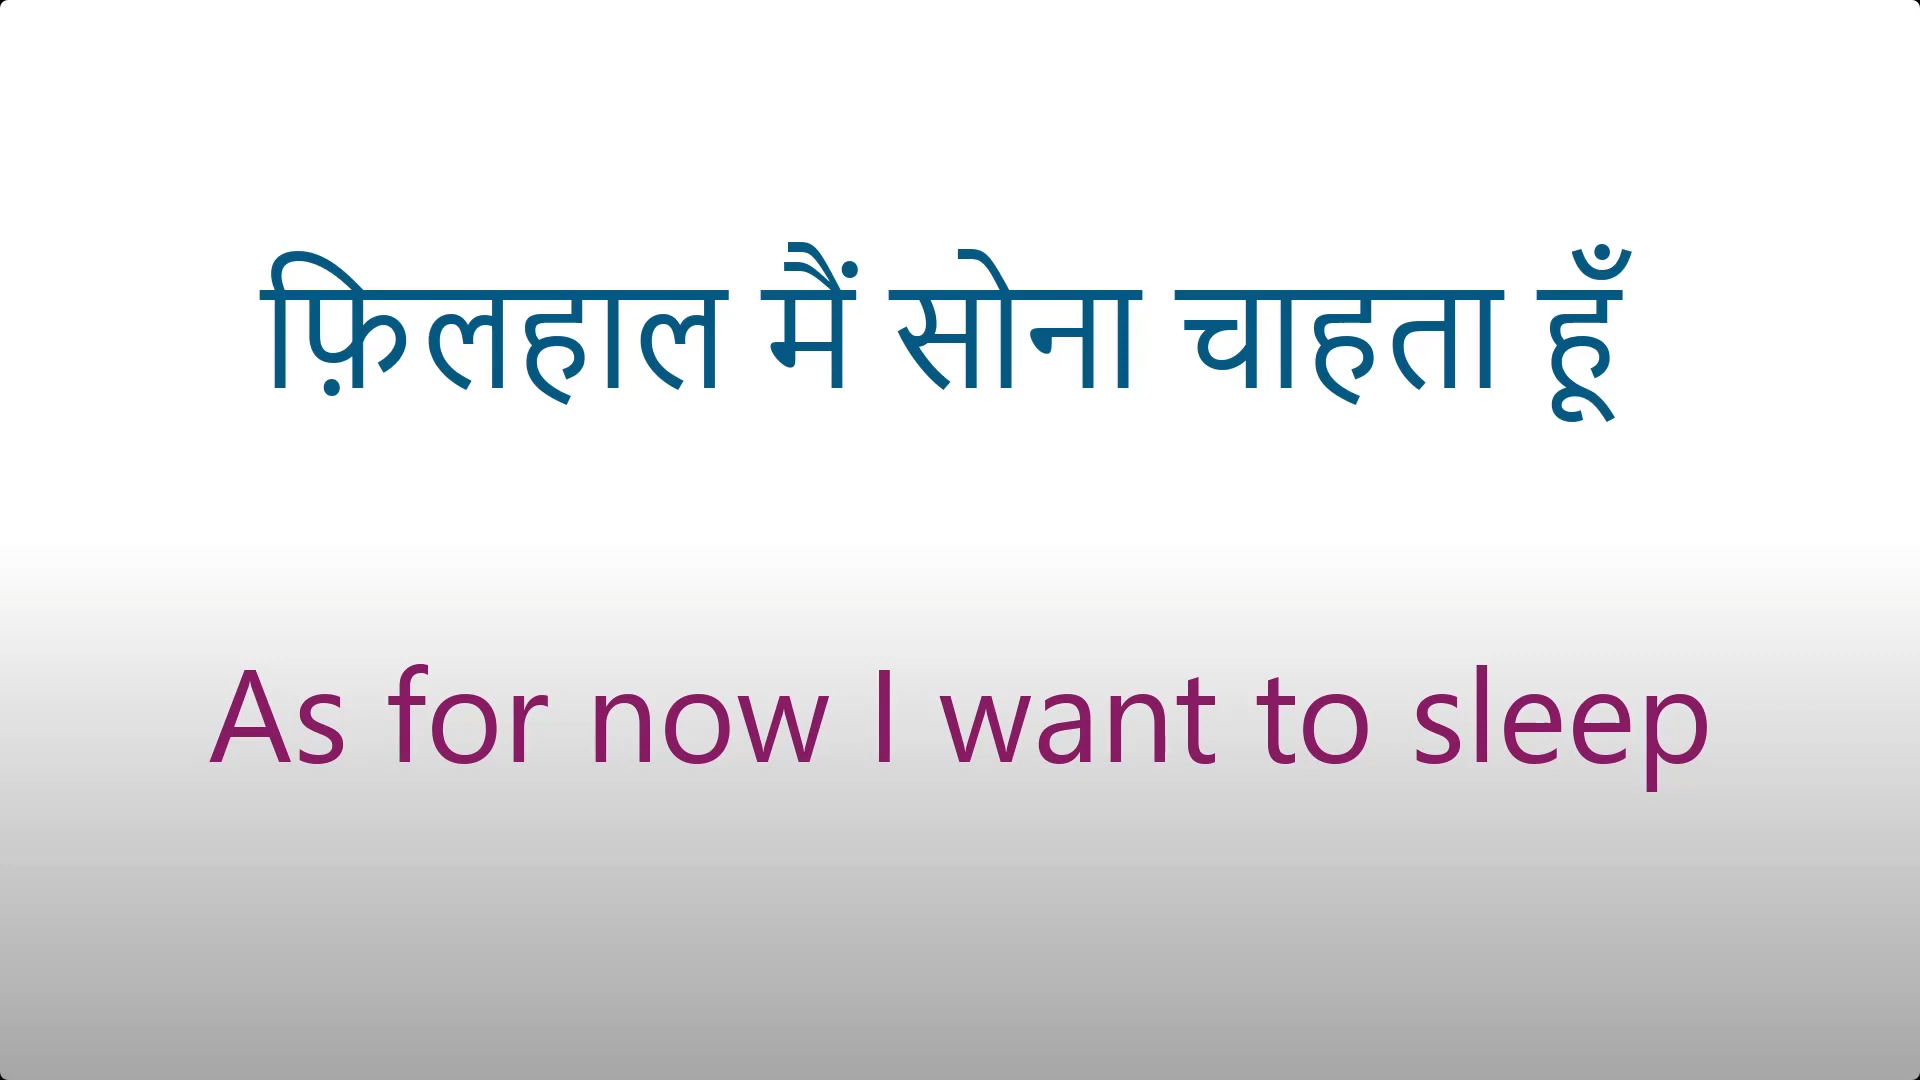 फ़िलहाल मैं सोना चाहता हूँ
As for now I want to sleep